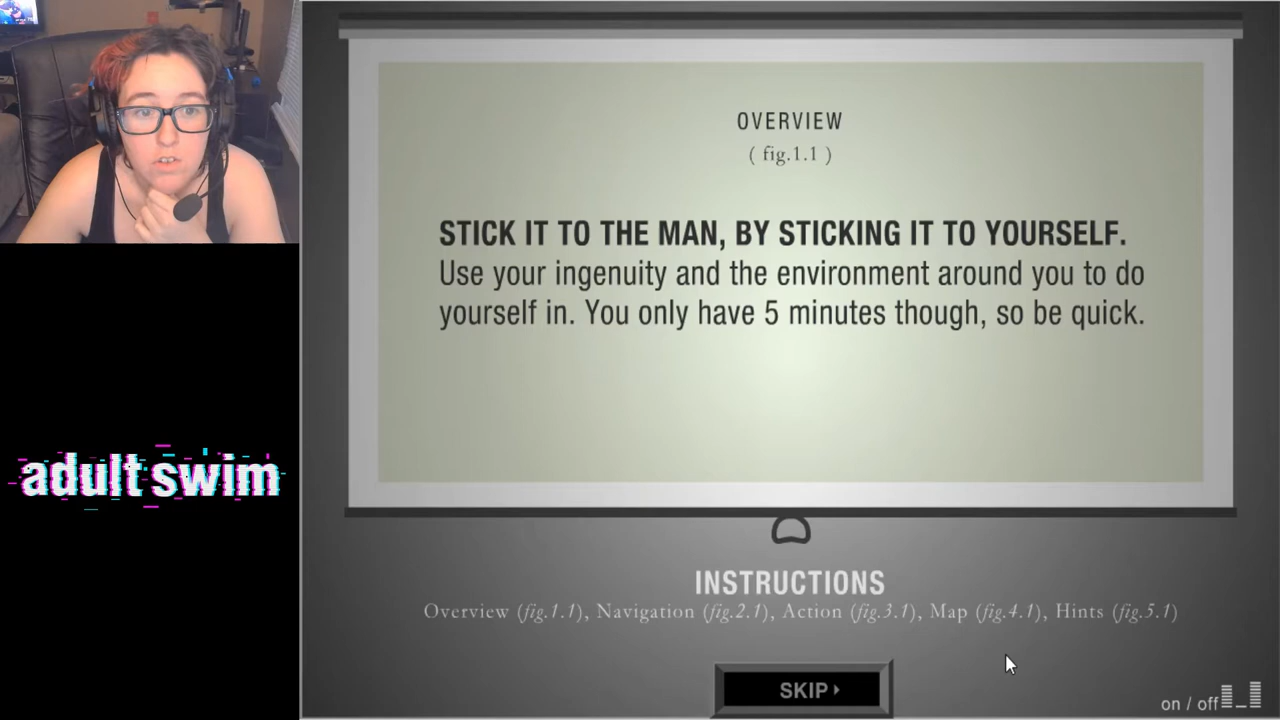 OVERVIEW
( fig.1.1 )
STICK IT TO THE MAN, BY STICKING IT TO YOURSELF.
Use your ingenuity and the environment around you to do
yourself in. You only have 5 minutes though, so be quick.
adult swim
INSTRUCTIONS
Overview (fig.1.1), Navigation (fig.2.1), Action (fig.3.1), Map (fig.4.1), Hints (fig.5.1)
SKIP
on / off